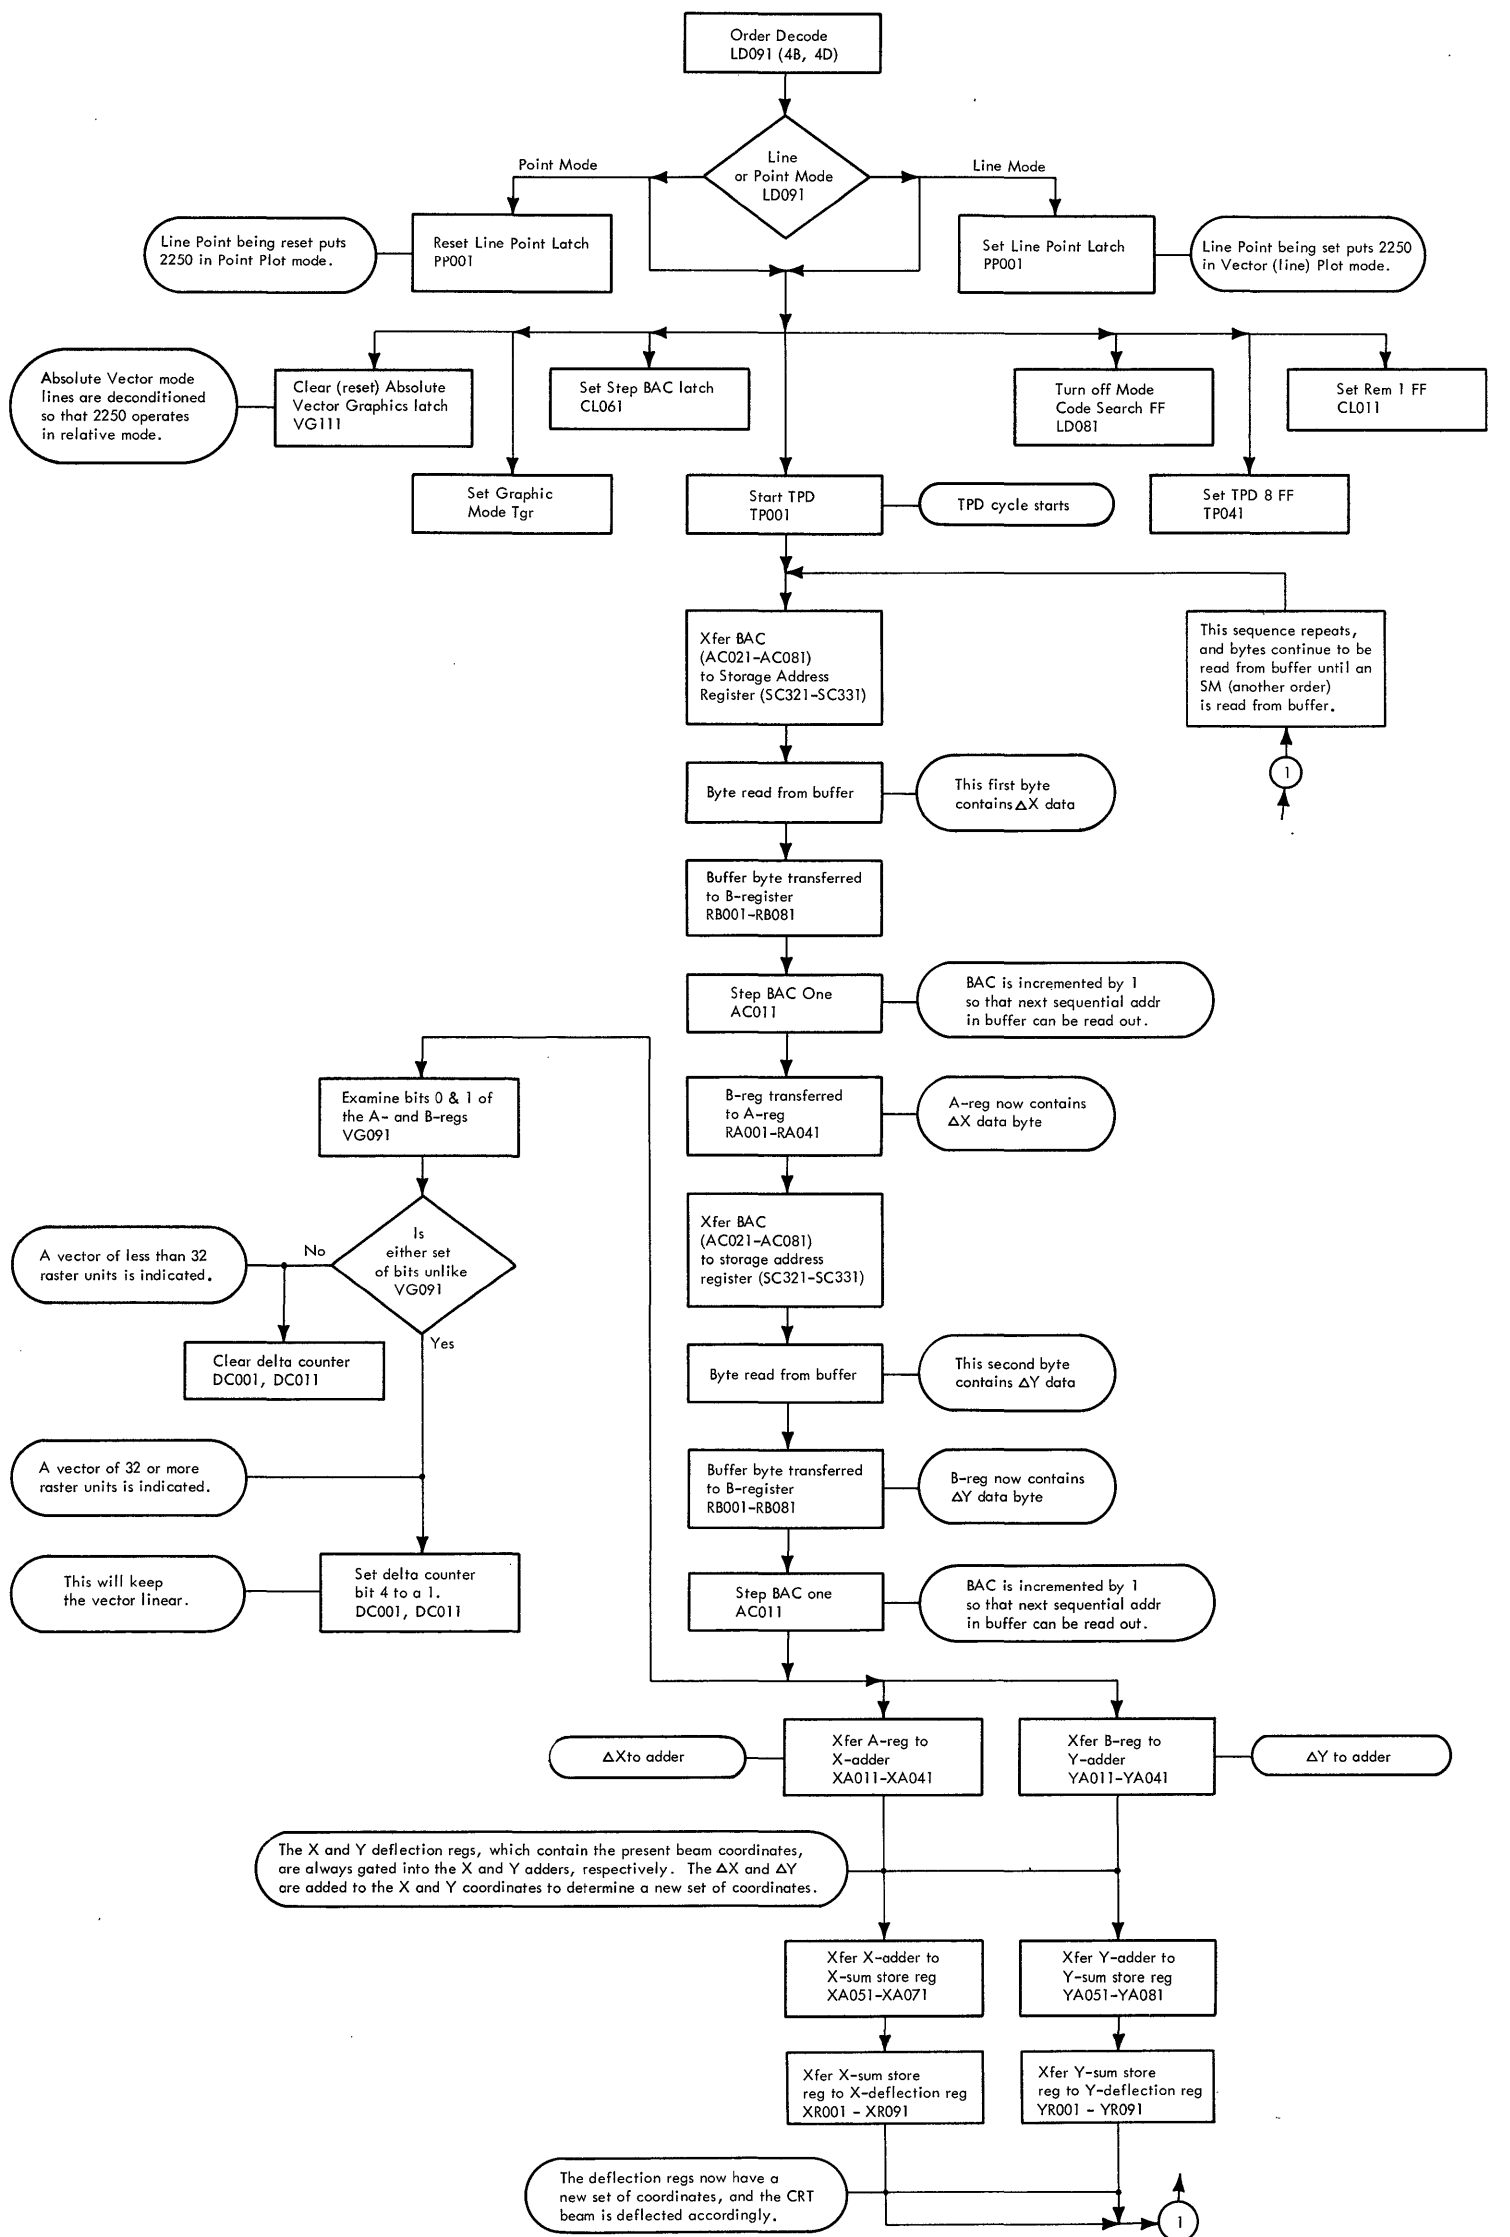 Order Decode
LD091 (4B, 4D)
Line
or Point Mode
LD091
Point Mode
Line Mode
Line Point being reset puts
2250 in Point Plot mode.
Reset Line Point Latch
PP001
Set Line Point Latch
PP001
Line Point being set puts 2250
in Vector (line) Plot mode.
Absolute Vector mode
lines are deconditioned
so that 2250 operates
in relative mode.
Clear (reset) Absolute
Vector Graphics latch
VG111
Set Step BAC latch
CL061
Turn off Mode
Code Search FF
LD081
Set Rem 1 FF
CL011
Set Graphic
Mode Tgr
Start TPD
TP001
TPD cycle starts
Set TPD 8 FF
TP041
Xfer BAC
(AC021-AC081)
to Storage Address
Register (SC321-SC331)
This sequence repeats,
and bytes continue to be
read from buffer until an
SM (another order)
is read from buffer.
1
Byte read from buffer
This first byte
contains ΔX data
Buffer byte transferred
to B-register
RB001-RB081
Step BAC One
AC011
BAC is incremented by 1
so that next sequential addr
in buffer can be read out.
Examine bits 0 & 1 of
the A- and B-regs
VG091
B-reg transferred
to A-reg
RA001-RA041
A-reg now contains
ΔX data byte
Is
either set
of bits unlike
VG091
No
Yes
A vector of less than 32
raster units is indicated.
Clear delta counter
DC001, DC011
Xfer BAC
(AC021-AC081)
to storage address
register (SC321-SC331)
Byte read from buffer
This second byte
contains ΔY data
A vector of 32 or more
raster units is indicated.
Buffer byte transferred
to B-register
RB001-RB081
B-reg now contains
ΔY data byte
This will keep
the vector linear.
Set delta counter
bit 4 to a 1.
DC001, DC011
Step BAC one
AC011
BAC is incremented by 1
so that next sequential addr
in buffer can be read out.
ΔXto adder
Xfer A-reg to
X-adder
XA011-XA041
Xfer B-reg to
Y-adder
YA011-YA041
ΔY to adder
The X and Y deflection regs, which contain the present beam coordinates,
are always gated into the X and Y adders, respectively. The ΔX and ΔY
are added to the X and Y coordinates to determine a new set of coordinates.
Xfer X-adder to
X-sum store reg
XA051-XA071
Xfer Y-adder to
Y-sum store reg
YA051-YA081
Xfer X-sum store
reg to X-deflection reg
XR001 - XR091
Xfer Y-sum store
reg to Y-deflection reg
YR001 - YR091
The deflection regs now have a
new set of coordinates, and the CRT
beam is deflected accordingly.
1